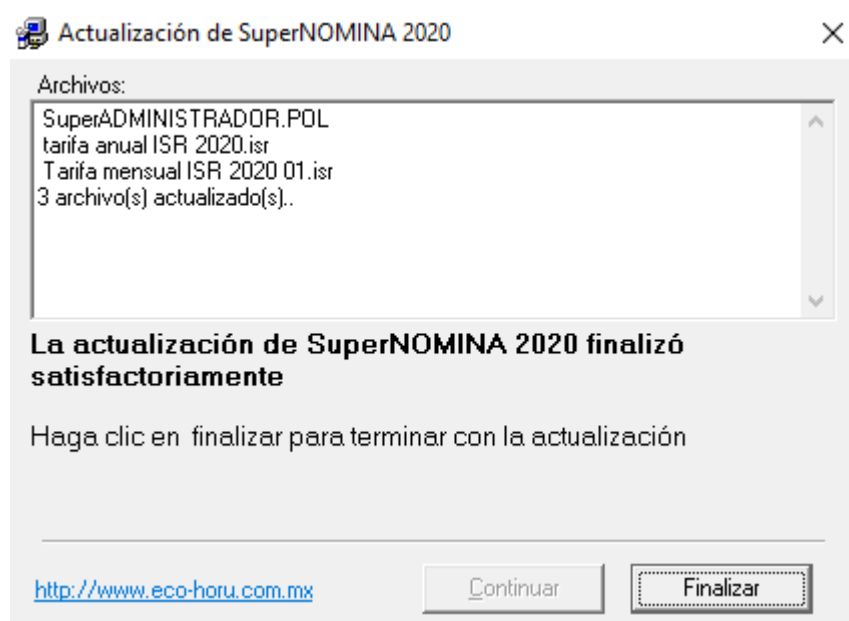 Actualización de SuperNOMINA 2020
Archivos:
SuperADMINISTRADOR.POL
tarifa anual ISR 2020.isr
Tarifa mensual ISR 2020 01.isr
3 archivo(s) actualizado(s)..
La actualización de SuperNOMINA 2020 finalizó
satisfactoriamente
Haga clic en finalizar para terminar con la actualización
http://www.eco-horu.com.mx
Continuar
Finalizar